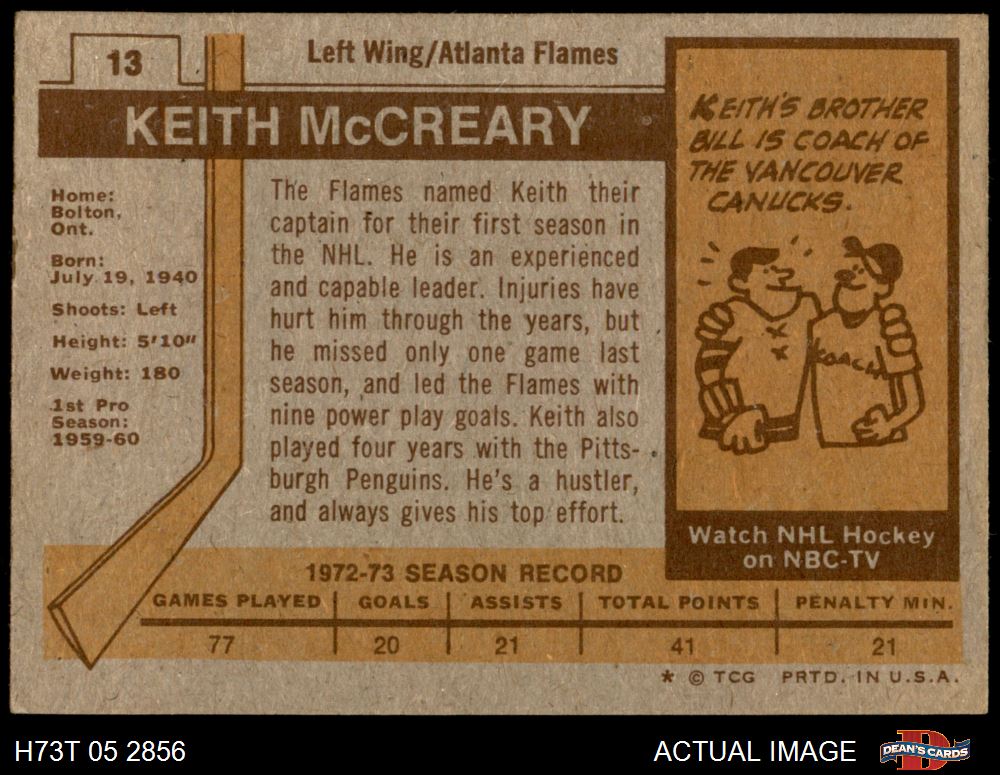 13
Left Wing/Atlanta Flames
KEITH McCREARY
Home:
Bolton,
Ont.
Born:
July 19, 1940
Shoots: Left
Height: 5'10"
Weight: 180
1st Pro
Season:
1959-60
The Flames named Keith their
captain for their first season in
the NHL. He is an experienced
and capable leader. Injuries have
hurt him through the years, but
he missed only one game last
season, and led the Flames with
nine power play goals. Keith also
played four years with the Pitts-
burgh Penguins. He's a hustler,
and always gives his top effort.
KEITH'S BROTHER
BILL IS COACH OF
THE VANCOUVER
CANUCKS.
COACH
Watch NHL Hockey
on NBC-TV
1972-73 SEASON RECORD
GAMES PLAYED GOALS ASSISTS TOTAL POINTS PENALTY MIN.
77 20 21 41 21
* © TCG PRTD. IN U.S.A.
H73T 05 2856
ACTUAL IMAGE
DEAN'S CARDS